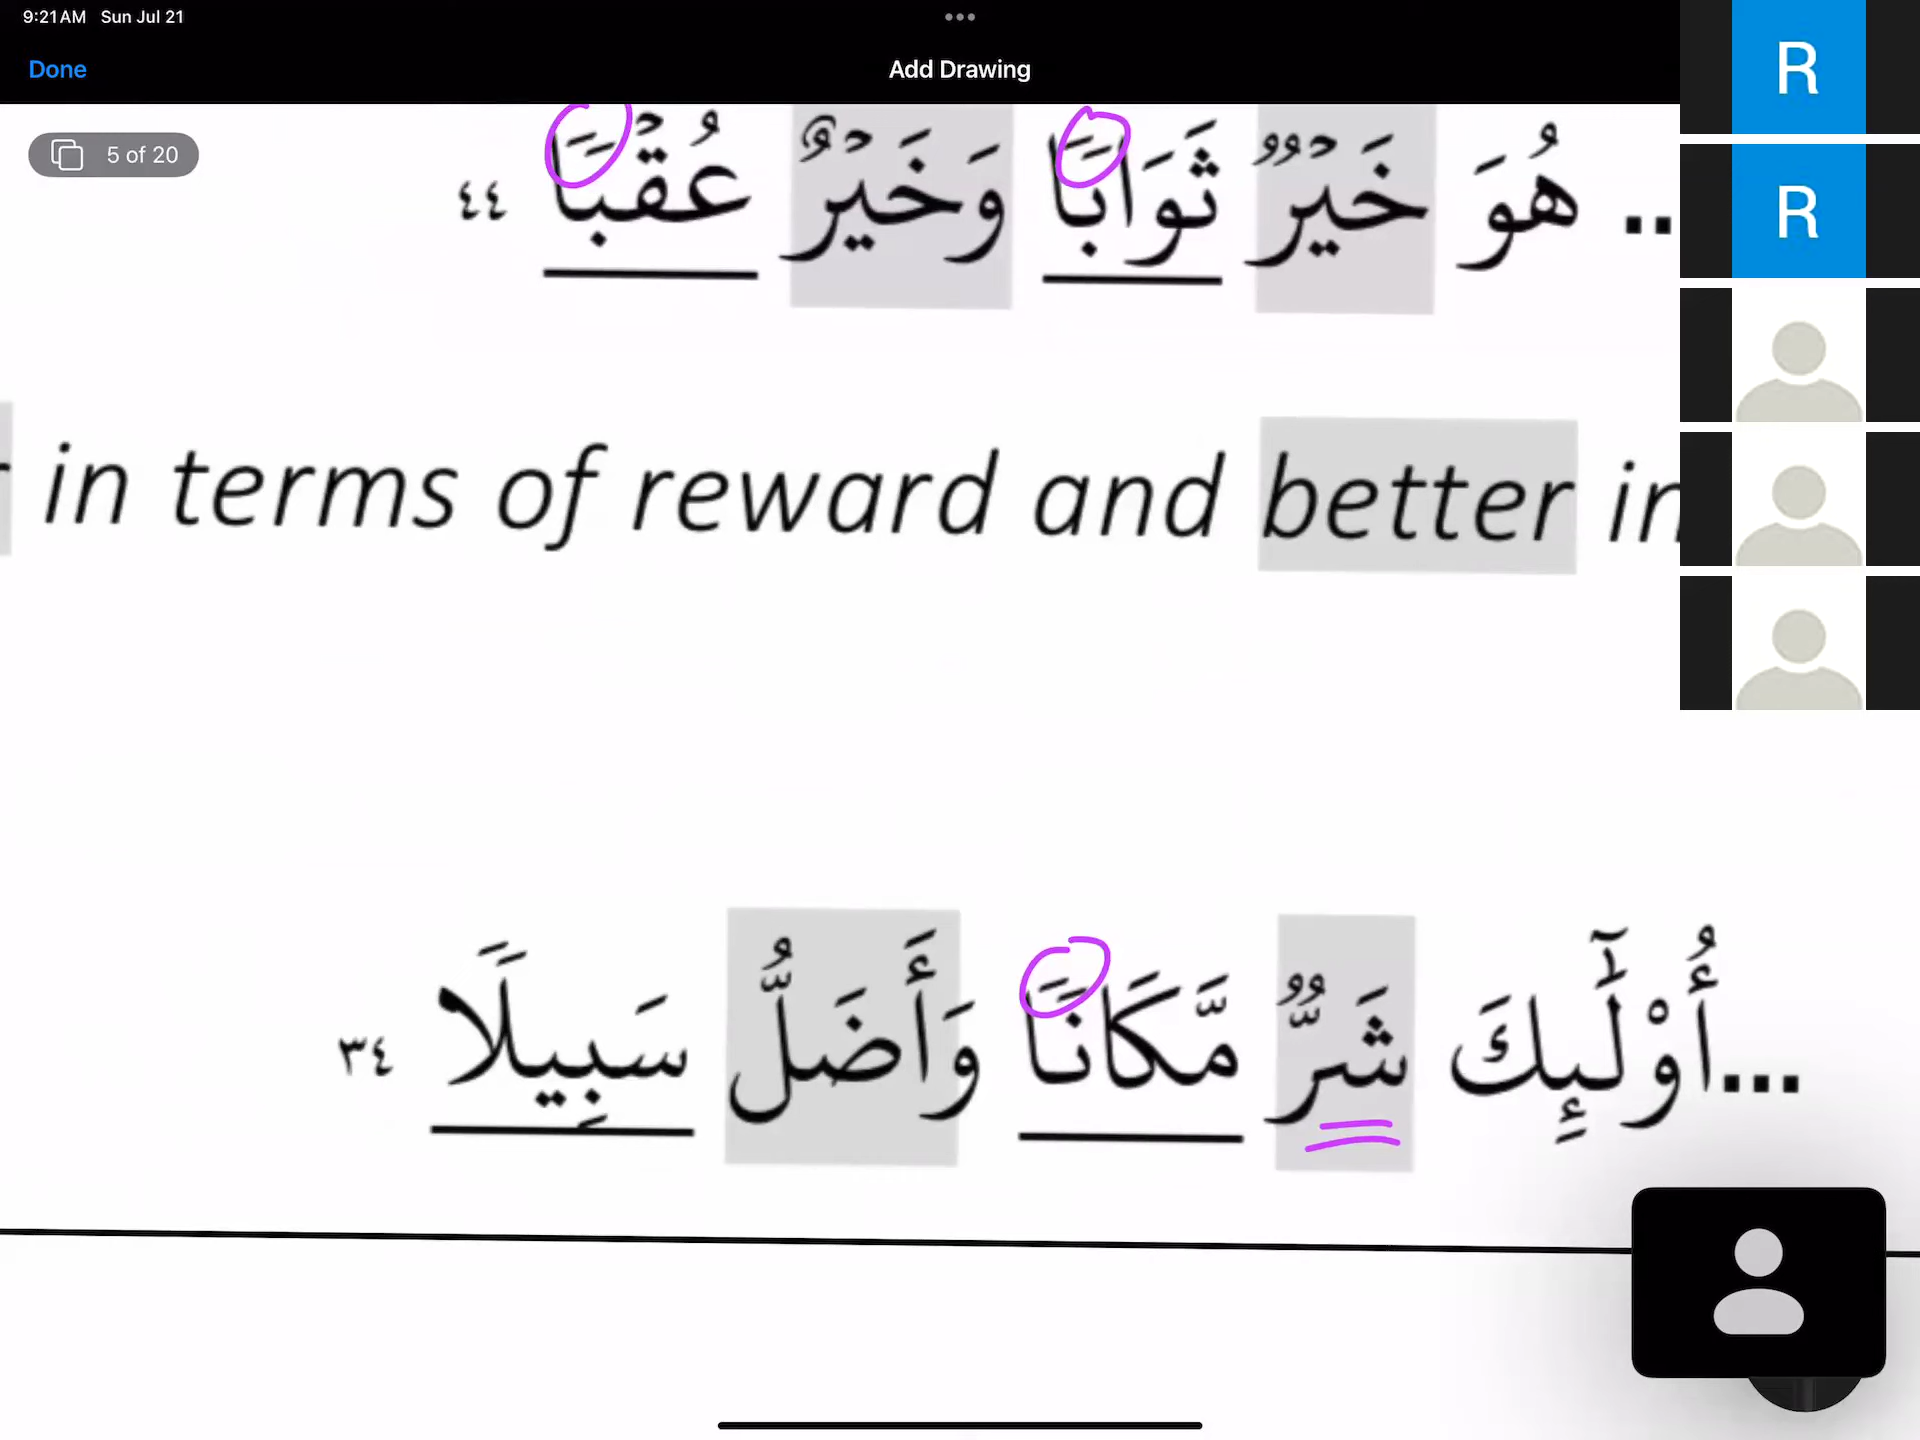 9:21 AM Sun Jul 21
Done
Add Drawing
5 of 20
R
R
.. هُوَ خَيْرٌ ثَوَابًا وَخَيْرٌ عُقْبًا ٤٤
in terms of reward and better in
...أُوْلَٰٓئِكَ شَرٌّ مَّكَانًا وَأَضَلُّ سَبِيلًا ٣٤